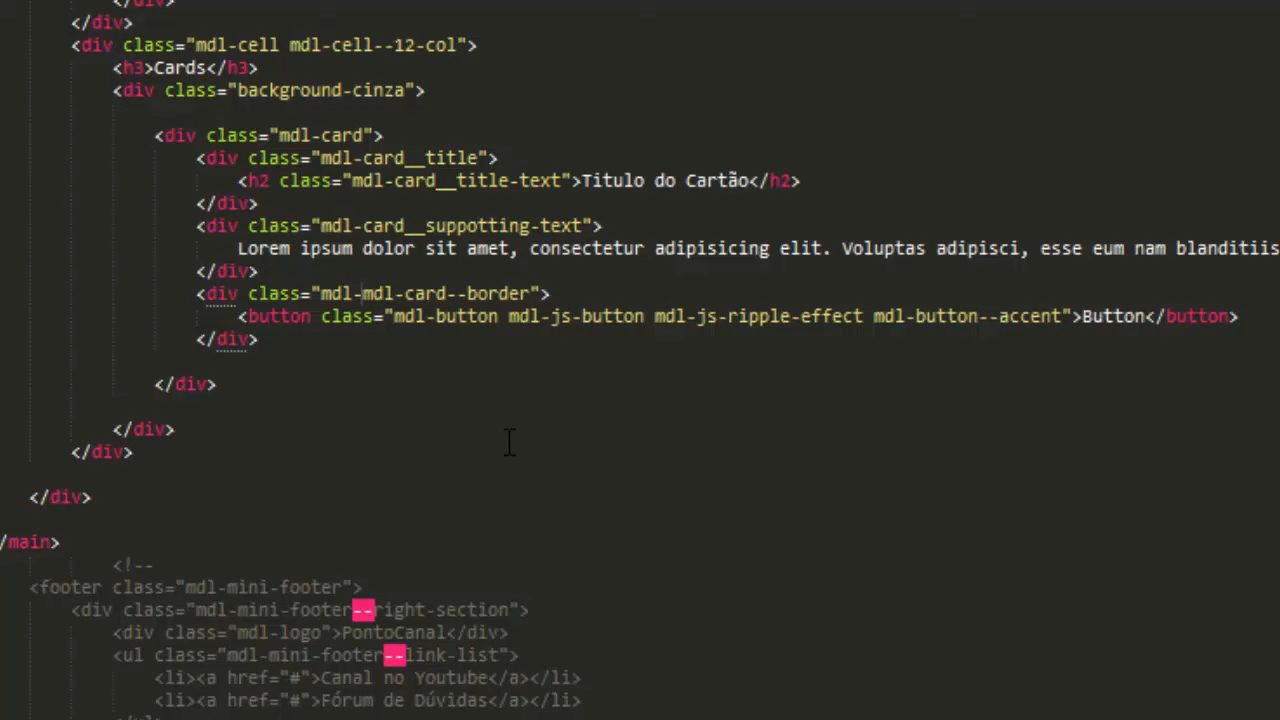 </div>
</div>
<div class="mdl-cell mdl-cell--12-col">
<h3>Cards</h3>
<div class="background-cinza">
<div class="mdl-card">
<div class="mdl-card__title">
<h2 class="mdl-card__title-text">Titulo do Cartão</h2>
</div>
<div class="mdl-card__suppotting-text">
Lorem ipsum dolor sit amet, consectetur adipisicing elit. Voluptas adipisci, esse eum nam blanditiis
</div>
<div class="mdl-mdl-card--border">
<button class="mdl-button mdl-js-button mdl-js-ripple-effect mdl-button--accent">Button</button>
</div>
</div>
</div>
</div>
</div>
/main>
<!--
<footer class="mdl-mini-footer">
<div class="mdl-mini-footer--right-section">
<div class="mdl-logo">PontoCanal</div>
<ul class="mdl-mini-footer--link-list">
<li><a href="#">Canal no Youtube</a></li>
<li><a href="#">Fórum de Dúvidas</a></li>